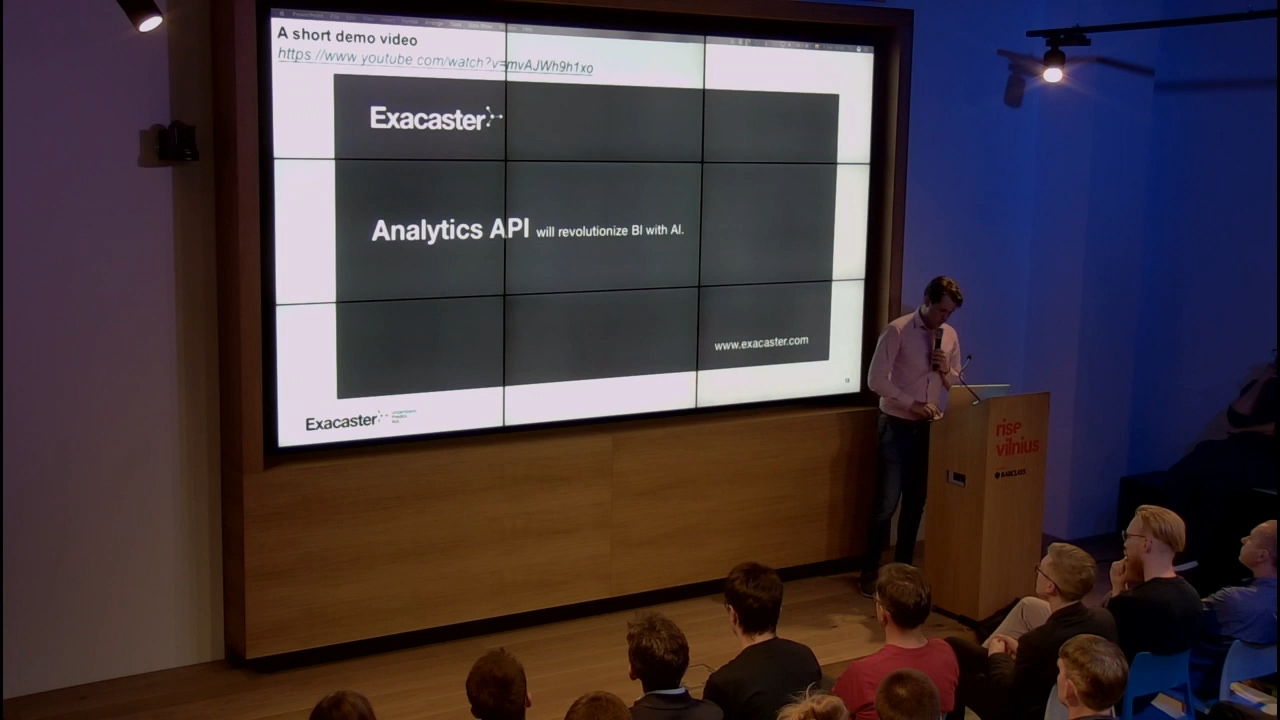 A short demo video
https://www.youtube.com/watch?v=mvAJWh9h1xo
Exacaster
Analytics API will revolutionize BI with AI.
www.exacaster.com
Exacaster
rise
vilnius
BARCLAYS